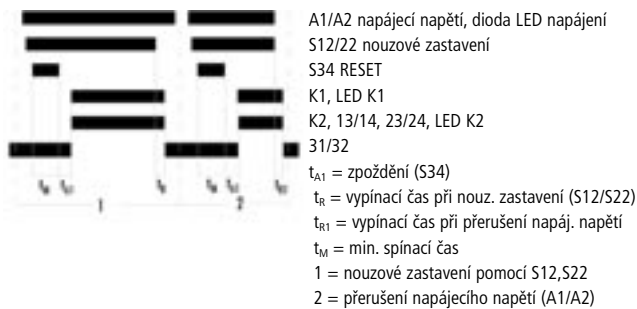 A1/A2 napájecí napětí, dioda LED napájení
S12/22 nouzové zastavení
S34 RESET
K1, LED K1
K2, 13/14, 23/24, LED K2
31/32
tA1 = zpoždění (S34)
tR = vypínací čas při nouz. zastavení (S12/S22)
tR1 = vypínací čas při přerušení napáj. napětí
tM = min. spínací čas
1 = nouzové zastavení pomocí S12,S22
2 = přerušení napájecího napětí (A1/A2)
1
2